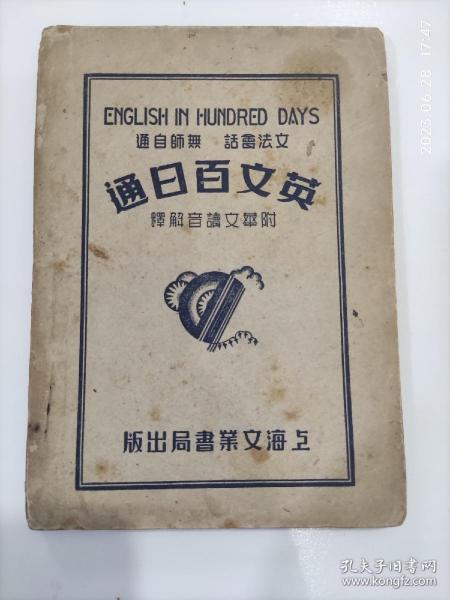 ENGLISH IN HUNDRED DAYS
文法會話 無師自通
英文百日通
附華文讀音解釋
上海文業書局出版
2023 06 28 17:47
孔夫子旧书网
www.kongfz.com